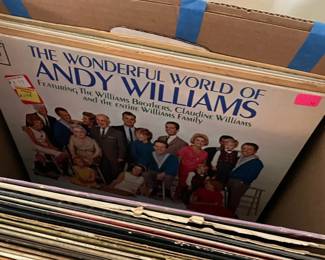 THE WONDERFUL WORLD OF
ANDY WILLIAMS
FEATURING THE WILLIAMS BROTHERS, CLAUDINE WILLIAMS
and the ENTIRE WILLIAMS FAMILY